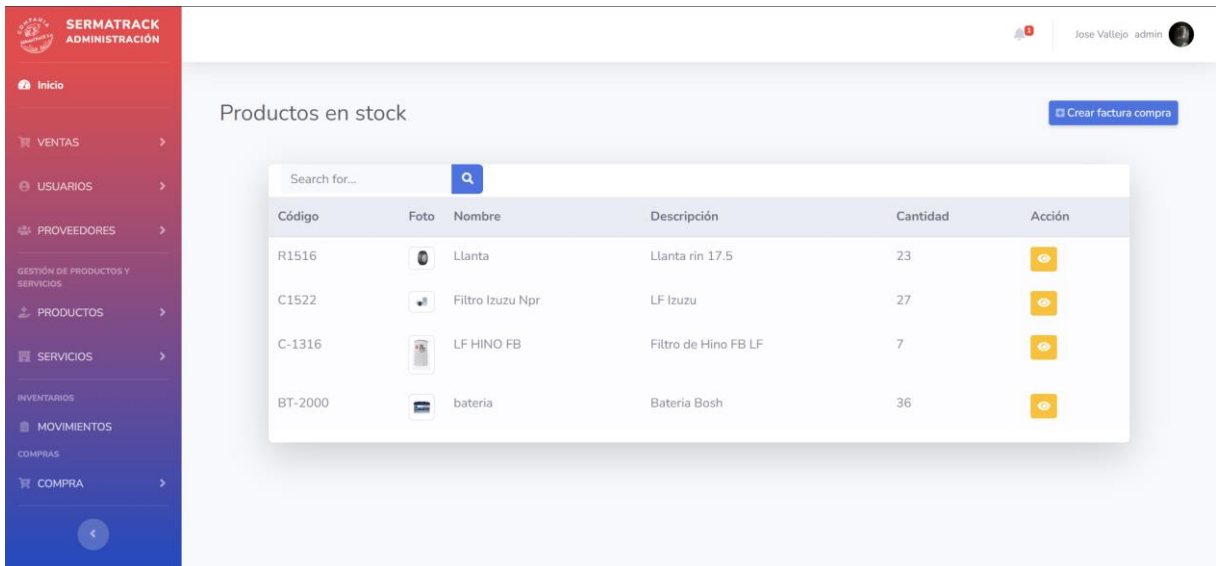 SERMATRACK
ADMINISTRACIÓN
1
Jose Vallejo admin
Inicio
VENTAS
USUARIOS
PROVEEDORES
GESTIÓN DE PRODUCTOS Y
SERVICIOS
PRODUCTOS
SERVICIOS
INVENTARIOS
MOVIMIENTOS
COMPRAS
COMPRA
Productos en stock
Crear factura compra
Search for...
Código Foto Nombre Descripción Cantidad Acción
R1516 Llanta Llanta rin 17.5 23
C1522 Filtro Izuzu Npr LF Izuzu 27
C-1316 LF HINO FB Filtro de Hino FB LF 7
BT-2000 bateria Bateria Bosh 36